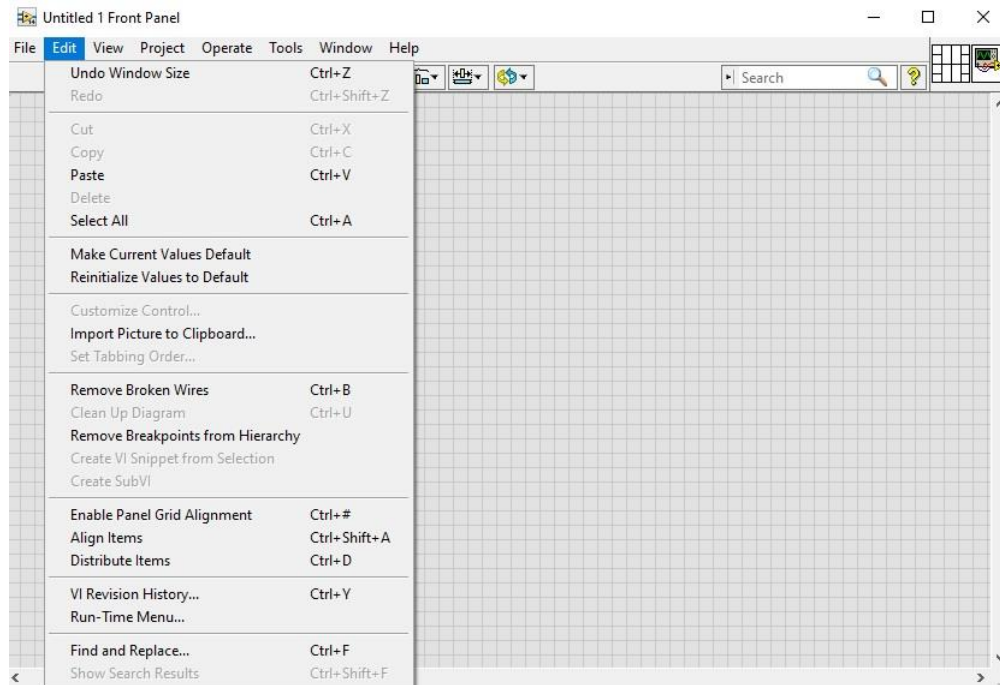 Untitled 1 Front Panel
File Edit View Project Operate Tools Window Help
Search
Undo Window Size Ctrl+Z
Redo Ctrl+Shift+Z
Cut Ctrl+X
Copy Ctrl+C
Paste Ctrl+V
Delete
Select All Ctrl+A
Make Current Values Default
Reinitialize Values to Default
Customize Control...
Import Picture to Clipboard...
Set Tabbing Order...
Remove Broken Wires Ctrl+B
Clean Up Diagram Ctrl+U
Remove Breakpoints from Hierarchy
Create VI Snippet from Selection
Create SubVI
Enable Panel Grid Alignment Ctrl+#
Align Items Ctrl+Shift+A
Distribute Items Ctrl+D
VI Revision History... Ctrl+Y
Run-Time Menu...
Find and Replace... Ctrl+F
Show Search Results Ctrl+Shift+F